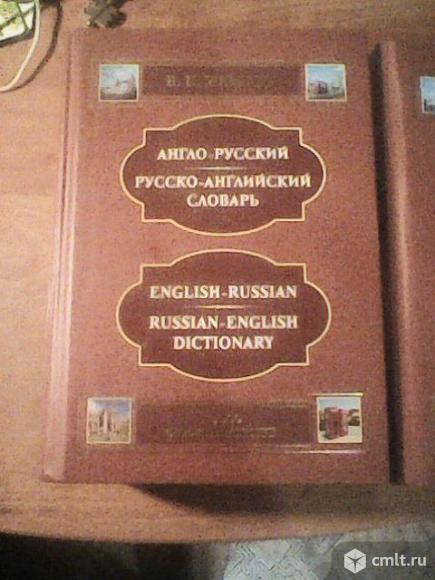 АНГЛО-РУССКИЙ
РУССКО-АНГЛИЙСКИЙ
СЛОВАРЬ
ENGLISH-RUSSIAN
RUSSIAN-ENGLISH
DICTIONARY
cmlt.ru